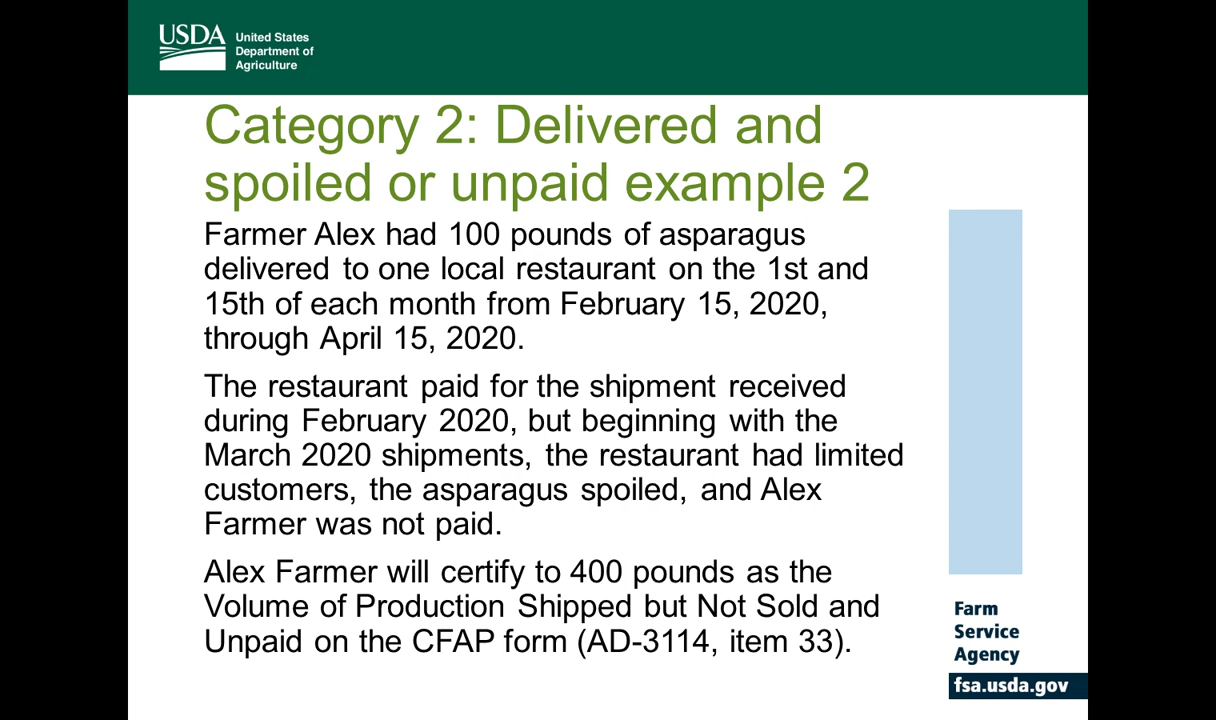 USDA
United States
Department of
Agriculture
Category 2: Delivered and
spoiled or unpaid example 2
Farmer Alex had 100 pounds of asparagus
delivered to one local restaurant on the 1st and
15th of each month from February 15, 2020,
through April 15, 2020.
The restaurant paid for the shipment received
during February 2020, but beginning with the
March 2020 shipments, the restaurant had limited
customers, the asparagus spoiled, and Alex
Farmer was not paid.
Alex Farmer will certify to 400 pounds as the
Volume of Production Shipped but Not Sold and
Unpaid on the CFAP form (AD-3114, item 33).
Farm
Service
Agency
fsa.usda.gov